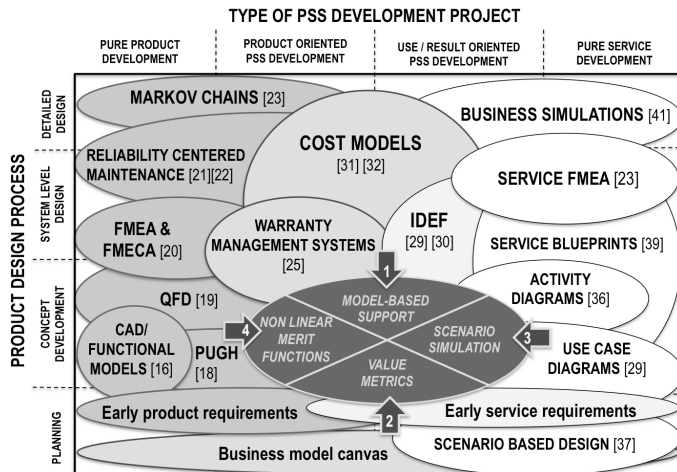 TYPE OF PSS DEVELOPMENT PROJECT
PURE PRODUCT
DEVELOPMENT
PRODUCT ORIENTED
PSS DEVELOPMENT
USE / RESULT ORIENTED
PSS DEVELOPMENT
PURE SERVICE
DEVELOPMENT
PRODUCT DESIGN PROCESS
DETAILED
DESIGN
SYSTEM LEVEL
DESIGN
CONCEPT
DEVELOPMENT
PLANNING
MARKOV CHAINS [23]
BUSINESS SIMULATIONS [41]
COST MODELS
[31] [32]
RELIABILITY CENTERED
MAINTENANCE [21][22]
SERVICE FMEA [23]
FMEA &
FMECA
[20]
WARRANTY
MANAGEMENT SYSTEMS
[25]
IDEF
[29] [30]
SERVICE BLUEPRINTS [39]
1
ACTIVITY
DIAGRAMS [36]
QFD [19]
MODEL-BASED
SUPPORT
4
NON LINEAR
MERIT
FUNCTIONS
SCENARIO
SIMULATION
3
CAD/
FUNCTIONAL
MODELS [16]
PUGH
[18]
VALUE
METRICS
USE CASE
DIAGRAMS [29]
2
Early product requirements
Early service requirements
Business model canvas
SCENARIO BASED DESIGN [37]